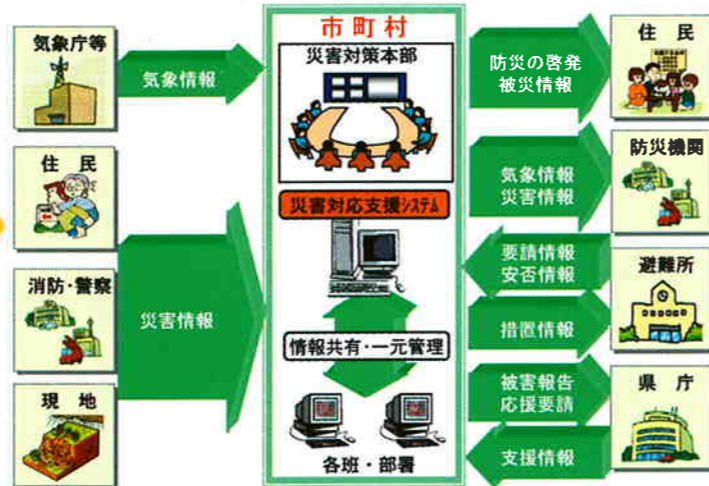 気象庁等
気象情報
住民
消防・警察
現地
災害情報
市町村
災害対策本部
災害対応支援システム
情報共有・一元管理
各班・部署
防災の啓発
被災情報
住民
気象情報
災害情報
防災機関
要請情報
安否情報
措置情報
避難所
被害報告
応援要請
支援情報
県庁